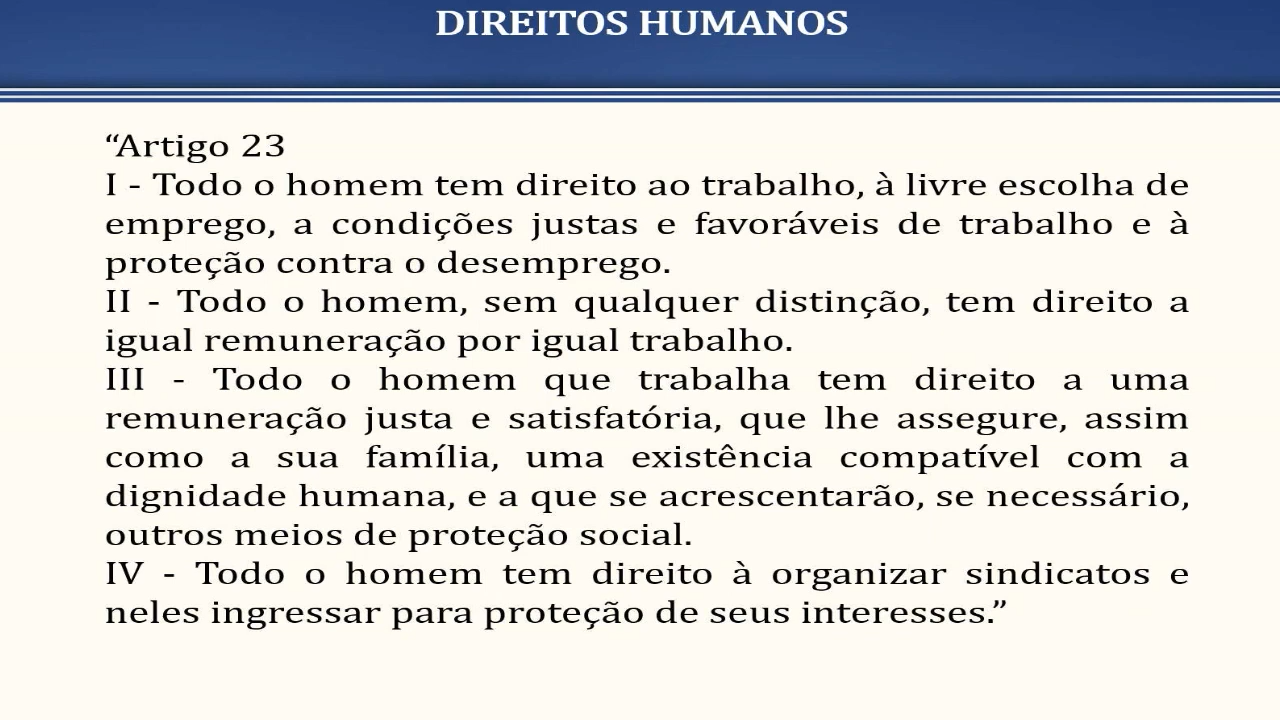 DIREITOS HUMANOS
“Artigo 23
I - Todo o homem tem direito ao trabalho, à livre escolha de
emprego, a condições justas e favoráveis de trabalho e à
proteção contra o desemprego.
II - Todo o homem, sem qualquer distinção, tem direito a
igual remuneração por igual trabalho.
III - Todo o homem que trabalha tem direito a uma
remuneração justa e satisfatória, que lhe assegure, assim
como a sua família, uma existência compatível com a
dignidade humana, e a que se acrescentarão, se necessário,
outros meios de proteção social.
IV - Todo o homem tem direito à organizar sindicatos e
neles ingressar para proteção de seus interesses.”